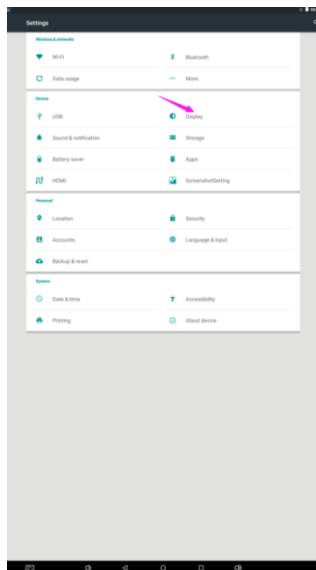 Settings
Wireless & networks
Wi-Fi
Bluetooth
Data usage
More
Device
USB
Display
Sound & notification
Storage
Battery saver
Apps
HDMI
ScreenshotSetting
Personal
Location
Security
Accounts
Language & input
Backup & reset
System
Date & time
Accessibility
Printing
About device